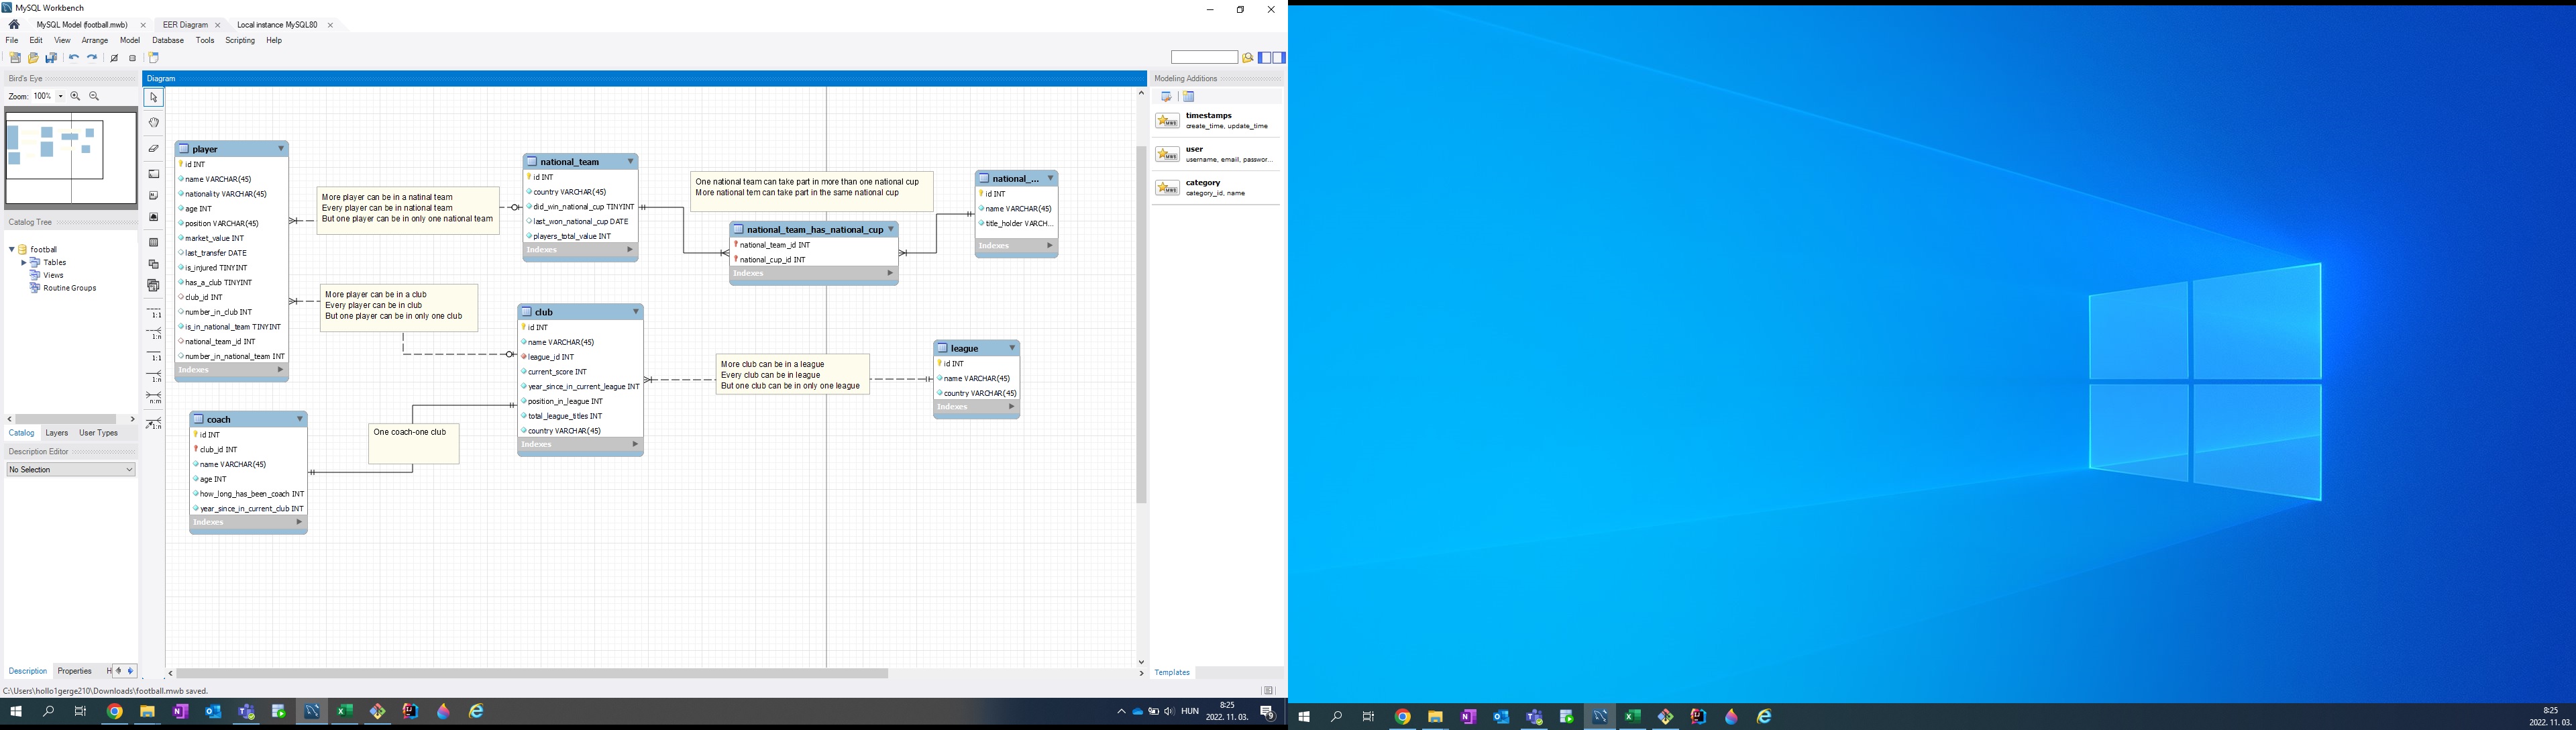 MySQL Workbench
MySQL Model (football.mwb) × EER Diagram × Local instance MySQL80 ×
File Edit View Arrange Model Database Tools Scripting Help
Bird's Eye
Zoom: 100%
Catalog Tree
football
Tables
Views
Routine Groups
Catalog Layers User Types
Description Editor
No Selection
Description Properties H
C:\Users\hollo1gerge210\Downloads\football.mwb saved.
Diagram
1:1
1:n
1:1
1:n
n:m
1:n
player
id INT
name VARCHAR(45)
nationality VARCHAR(45)
age INT
position VARCHAR(45)
market_value INT
last_transfer DATE
is_injured TINYINT
has_a_club TINYINT
club_id INT
number_in_club INT
is_in_national_team TINYINT
national_team_id INT
number_in_national_team INT
Indexes
More player can be in a natinal team
Every player can be in national team
But one player can be in only one national team
national_team
id INT
country VARCHAR(45)
did_win_national_cup TINYINT
last_won_national_cup DATE
players_total_value INT
Indexes
One national team can take part in more than one national cup
More national tem can take part in the same national cup
national_team_has_national_cup
national_team_id INT
national_cup_id INT
Indexes
national_...
id INT
name VARCHAR(45)
title_holder VARCH...
Indexes
More player can be in a club
Every player can be in club
But one player can be in only one club
club
id INT
name VARCHAR(45)
league_id INT
current_score INT
year_since_in_current_league INT
position_in_league INT
total_league_titles INT
country VARCHAR(45)
Indexes
More club can be in a league
Every club can be in league
But one club can be in only one league
league
id INT
name VARCHAR(45)
country VARCHAR(45)
Indexes
coach
id INT
club_id INT
name VARCHAR(45)
age INT
how_long_has_been_coach INT
year_since_in_current_club INT
Indexes
One coach-one club
Modeling Additions
timestamps
create_time, update_time
user
username, email, passwor...
category
category_id, name
Templates
HUN
8:25
2022. 11. 03.
9
8:25
2022. 11. 03.